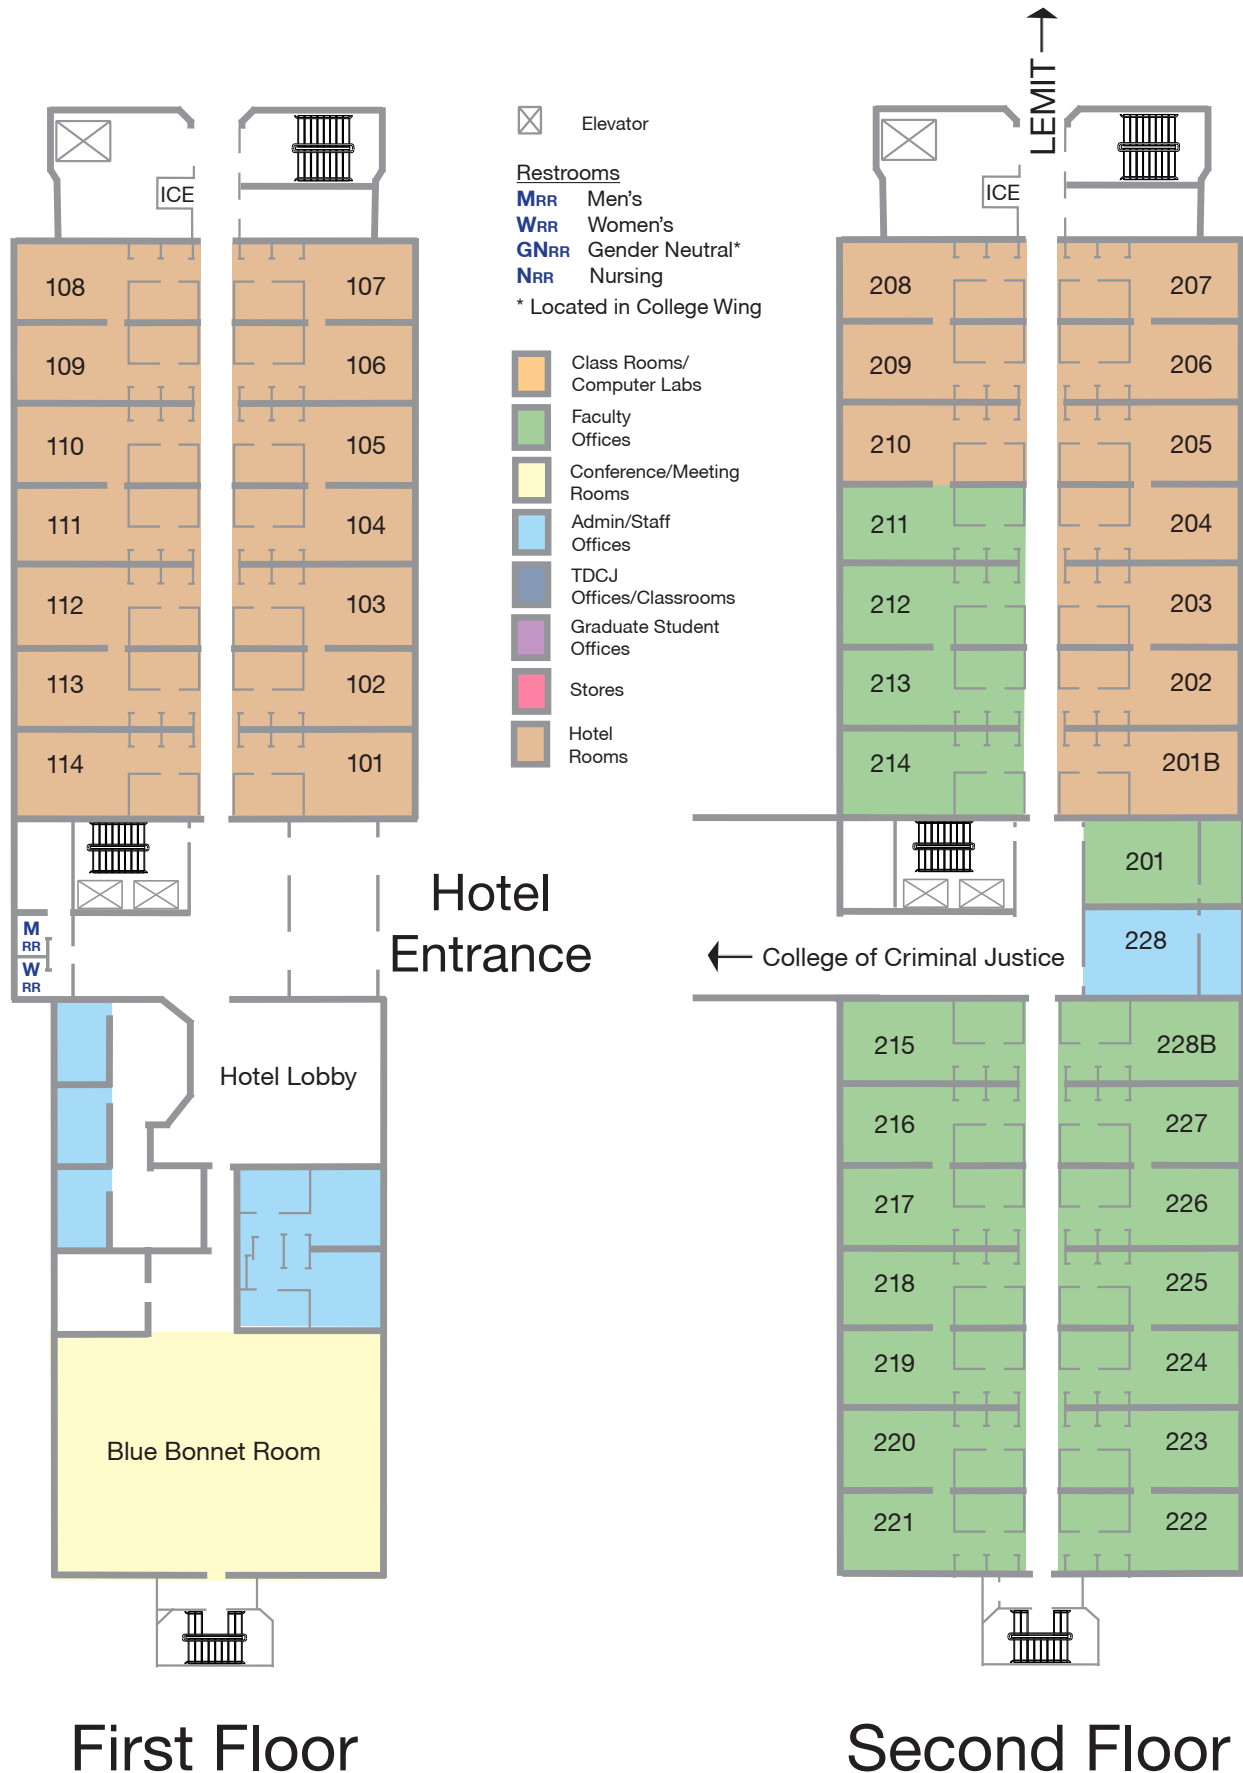 ICE
108
107
109
106
110
105
111
104
112
103
113
102
114
101
M
RR
W
RR
Hotel
Entrance
Hotel Lobby
Blue Bonnet Room
First Floor
Elevator
Restrooms
MRR Men's
WRR Women's
GNRR Gender Neutral*
NRR Nursing
* Located in College Wing
Class Rooms/
Computer Labs
Faculty
Offices
Conference/Meeting
Rooms
Admin/Staff
Offices
TDCJ
Offices/Classrooms
Graduate Student
Offices
Stores
Hotel
Rooms
LEMIT
ICE
208
207
209
206
210
205
211
204
212
203
213
202
214
201B
201
228
College of Criminal Justice
215
228B
216
227
217
226
218
225
219
224
220
223
221
222
Second Floor